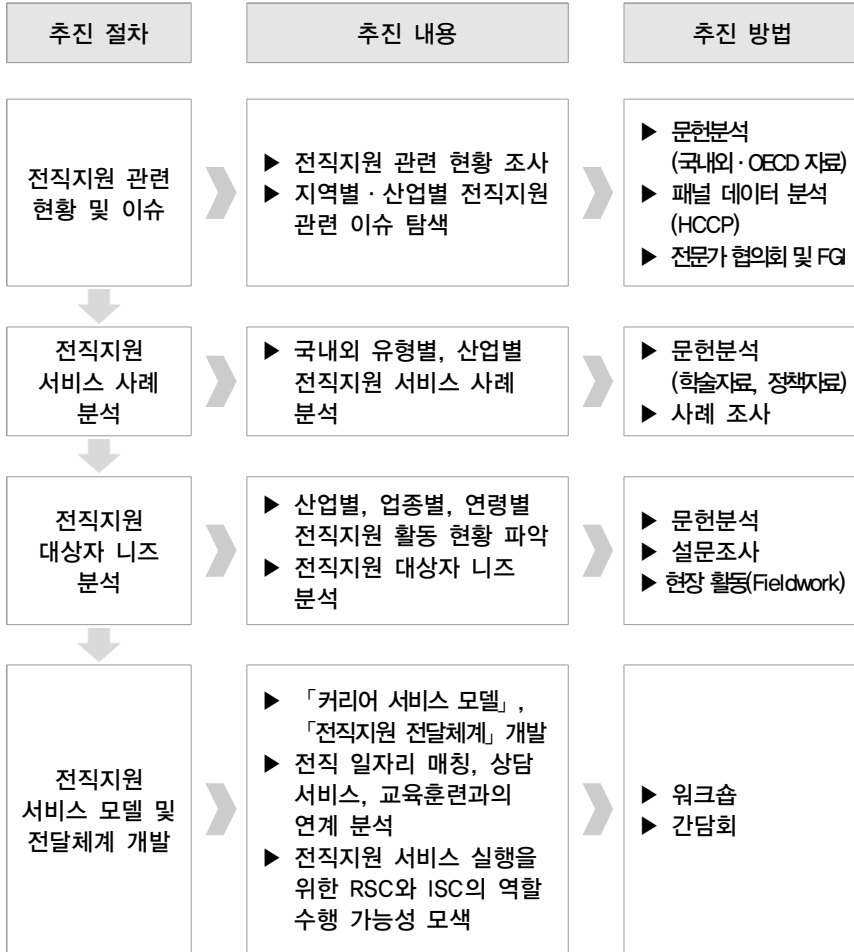 추진 절차
추진 내용
추진 방법
전직지원 관련
현황 및 이슈
▶ 전직지원 관련 현황 조사
▶ 지역별·산업별 전직지원
관련 이슈 탐색
▶ 문헌분석
(국내외·OECD 자료)
▶ 패널 데이터 분석
(HCCP)
▶ 전문가 협의회 및 FGI
전직지원
서비스 사례
분석
▶ 국내외 유형별, 산업별
전직지원 서비스 사례
분석
▶ 문헌분석
(학술자료, 정책자료)
▶ 사례 조사
전직지원
대상자 니즈
분석
▶ 산업별, 업종별, 연령별
전직지원 활동 현황 파악
▶ 전직지원 대상자 니즈
분석
▶ 문헌분석
▶ 설문조사
▶ 현장 활동(Fieldwork)
전직지원
서비스 모델 및
전달체계 개발
▶ 「커리어 서비스 모델」,
「전직지원 전달체계」 개발
▶ 전직 일자리 매칭, 상담
서비스, 교육훈련과의
연계 분석
▶ 전직지원 서비스 실행을
위한 RSC와 ISC의 역할
수행 가능성 모색
▶ 워크숍
▶ 간담회